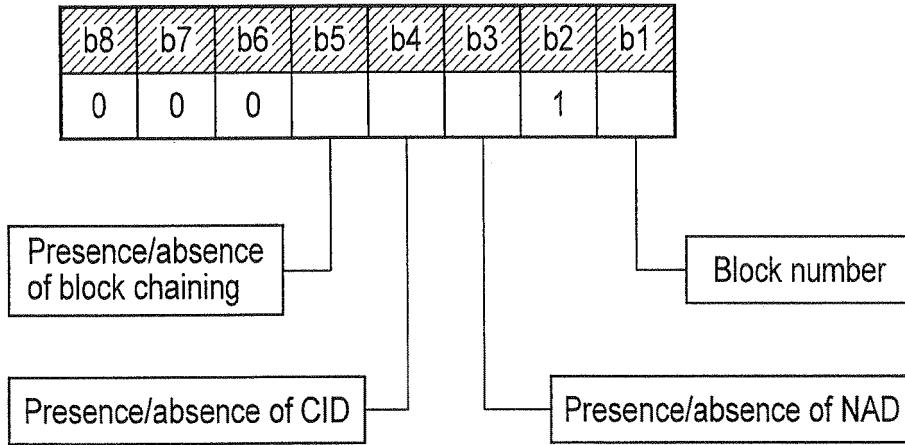 b8 b7 b6 b5 b4 b3 b2 b1
0 0 0 1
Presence/absence
of block chaining
Block number
Presence/absence of CID
Presence/absence of NAD